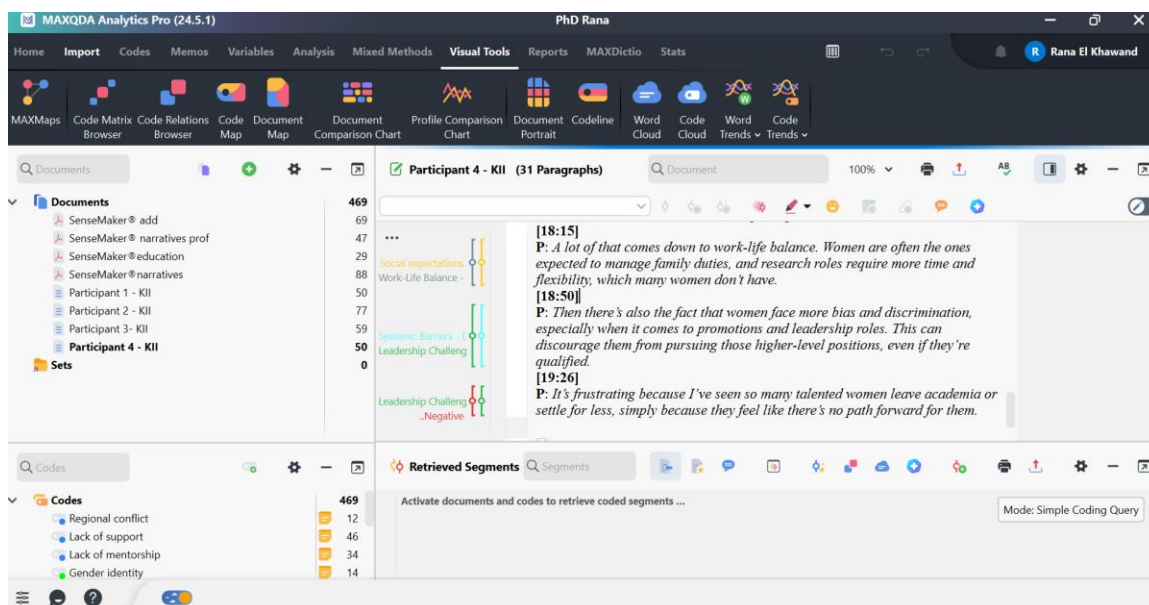 MAXQDA Analytics Pro (24.5.1)
PhD Rana
Home Import Codes Memos Variables Analysis Mixed Methods Visual Tools Reports MAXDictio Stats
R Rana El Khawand
MAXMaps
Code Matrix Browser
Code Relations Browser
Code Map
Document Map
Document Comparison Chart
Profile Comparison Chart
Document Portrait
Codeline
Word Cloud
Code Cloud
W
Word Trends
Code Trends
Documents
Documents 469
SenseMaker® add 69
SenseMaker® narratives prof 47
SenseMaker®education 29
SenseMaker®narratives 88
Participant 1 - KII 50
Participant 2 - KII 77
Participant 3- KII 59
Participant 4 - KII 50
Sets 0
Participant 4 - KII (31 Paragraphs)
Document
100%
AB
...
Social expectations
Work-Life Balance -
Systemic Barriers - D
Leadership Challeng
Leadership Challeng
..Negative
[18:15]
P: A lot of that comes down to work-life balance. Women are often the ones
expected to manage family duties, and research roles require more time and
flexibility, which many women don't have.
[18:50]
P: Then there's also the fact that women face more bias and discrimination,
especially when it comes to promotions and leadership roles. This can
discourage them from pursuing those higher-level positions, even if they're
qualified.
[19:26]
P: It's frustrating because I've seen so many talented women leave academia or
settle for less, simply because they feel like there's no path forward for them.
Codes
Codes 469
Regional conflict 12
Lack of support 46
Lack of mentorship 34
Gender identity 14
Retrieved Segments
Segments
Activate documents and codes to retrieve coded segments ...
Mode: Simple Coding Query